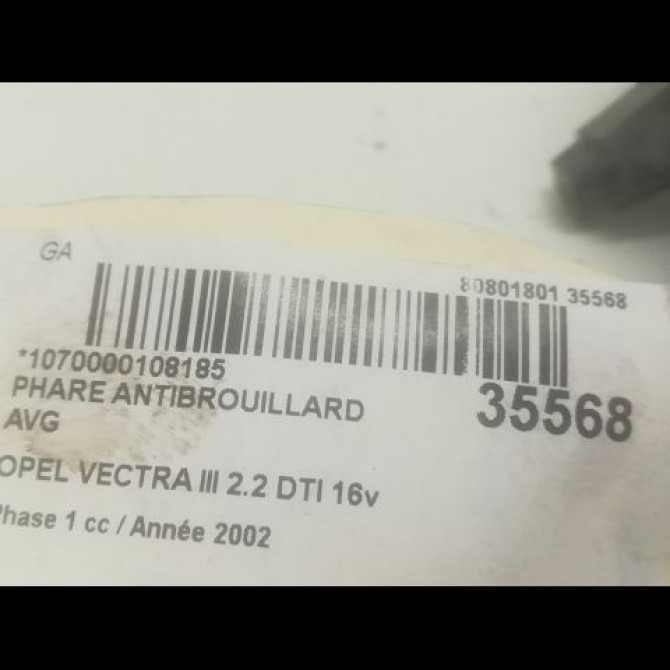 GA
80801801 35568
*1070000108185
35568
PHARE ANTIBROUILLARD
AVG
OPEL VECTRA III 2.2 DTI 16v
Phase 1 cc / Année 2002